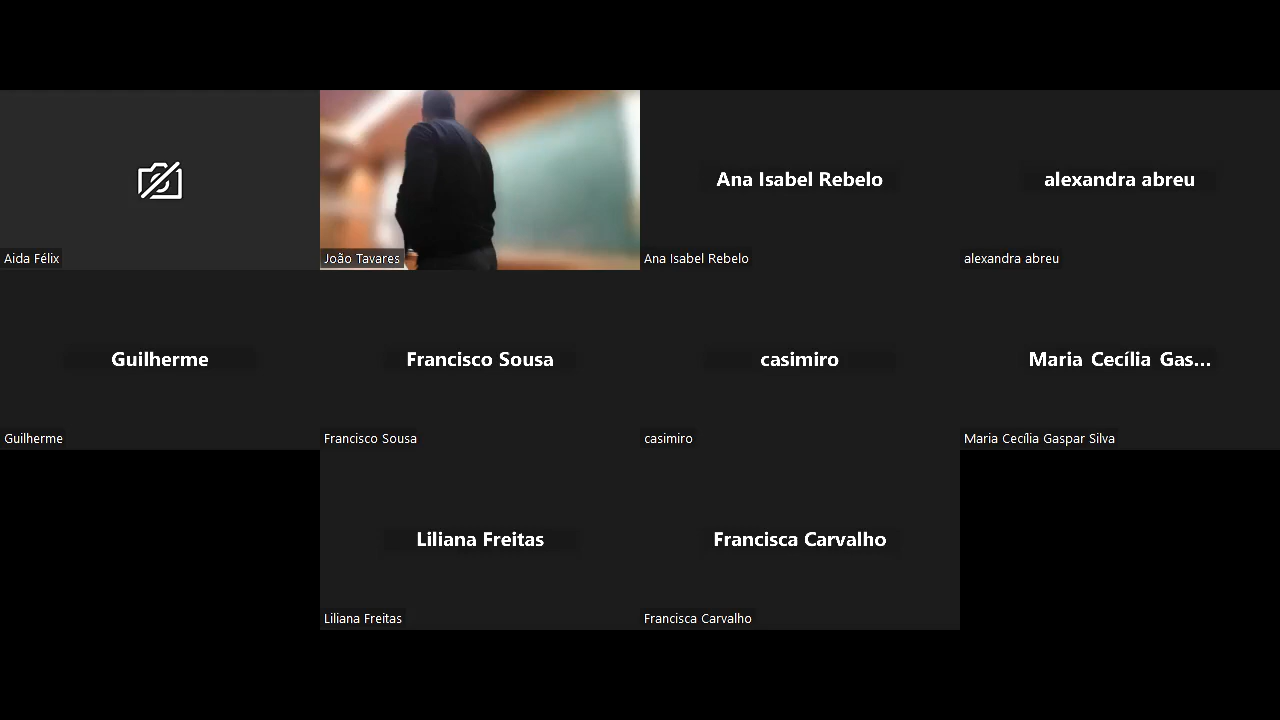 Aida Félix
João Tavares
Ana Isabel Rebelo
Ana Isabel Rebelo
alexandra abreu
alexandra abreu
Guilherme
Guilherme
Francisco Sousa
Francisco Sousa
casimiro
casimiro
Maria Cecília Gas...
Maria Cecília Gaspar Silva
Liliana Freitas
Liliana Freitas
Francisca Carvalho
Francisca Carvalho